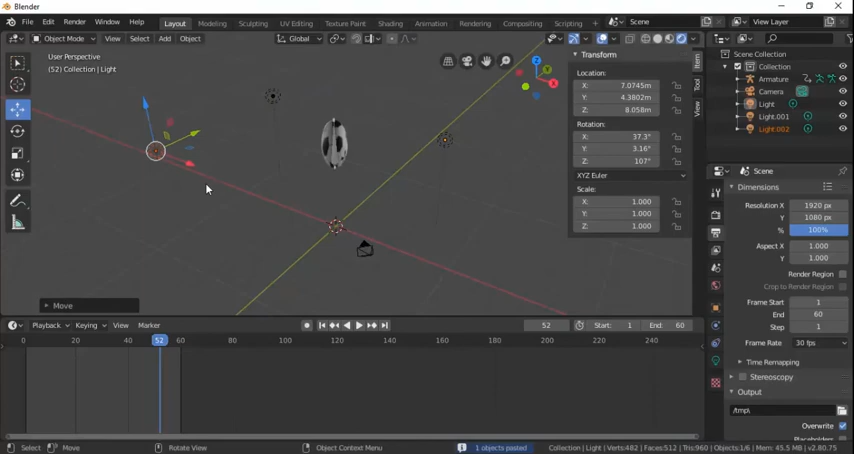 Blender
File Edit Render Window Help Layout Modeling Sculpting UV Editing Texture Paint Shading Animation Rendering Compositing Scripting + Scene View Layer
Object Mode View Select Add Object Global
User Perspective
(52) Collection | Light
Transform
Location:
X: 7.0745m
Y: 4.3802m
Z: 8.058m
Rotation:
X: 37.3°
Y: 3.16°
Z: 107°
XYZ Euler
Scale:
X: 1.000
Y: 1.000
Z: 1.000
Item
Tool
View
Z
Y
X
Move
Scene Collection
Collection
Armature
Camera
Light
Light.001
Light.002
Scene
Dimensions
Resolution X 1920 px
Y 1080 px
% 100%
Aspect X 1.000
Y 1.000
Render Region
Crop to Render Region
Frame Start 1
End 60
Step 1
Frame Rate 30 fps
Time Remapping
Stereoscopy
Output
/tmp\
Overwrite
Placeholders
Playback Keying View Marker 52 Start: 1 End: 60
0 20 40 52 60 80 100 120 140 160 180 200 220 240
Select Move Rotate View Object Context Menu 1 objects pasted Collection | Light | Verts:482 | Faces:512 | Tris:960 | Objects:1/6 | Mem: 45.5 MB | v2.80.75